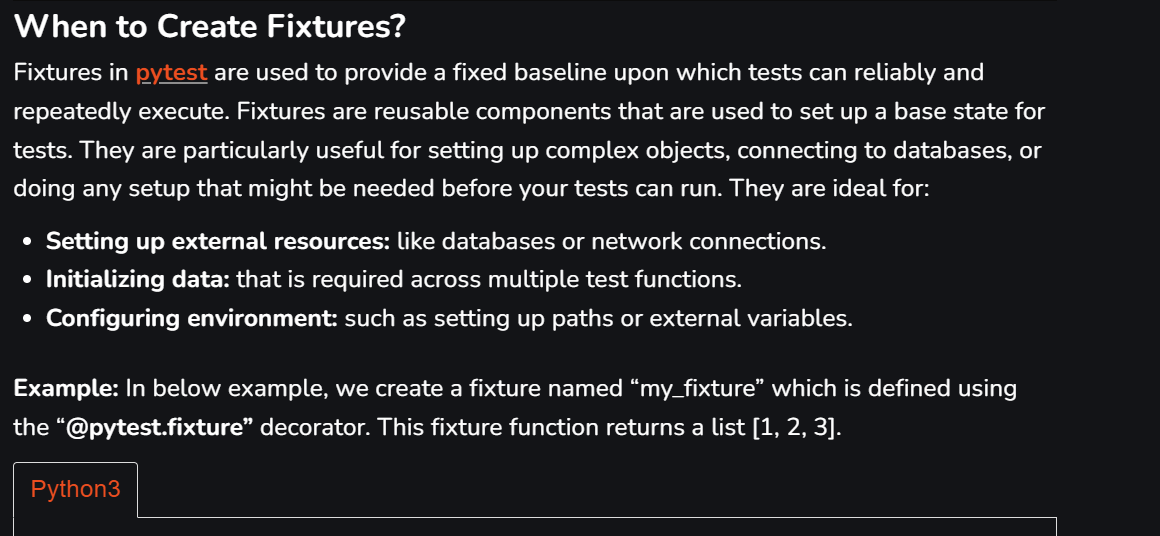 When to Create Fixtures?
Fixtures in pytest are used to provide a fixed baseline upon which tests can reliably and
repeatedly execute. Fixtures are reusable components that are used to set up a base state for
tests. They are particularly useful for setting up complex objects, connecting to databases, or
doing any setup that might be needed before your tests can run. They are ideal for:
• Setting up external resources: like databases or network connections.
• Initializing data: that is required across multiple test functions.
• Configuring environment: such as setting up paths or external variables.
Example: In below example, we create a fixture named “my_fixture” which is defined using
the “@pytest.fixture” decorator. This fixture function returns a list [1, 2, 3].
Python3